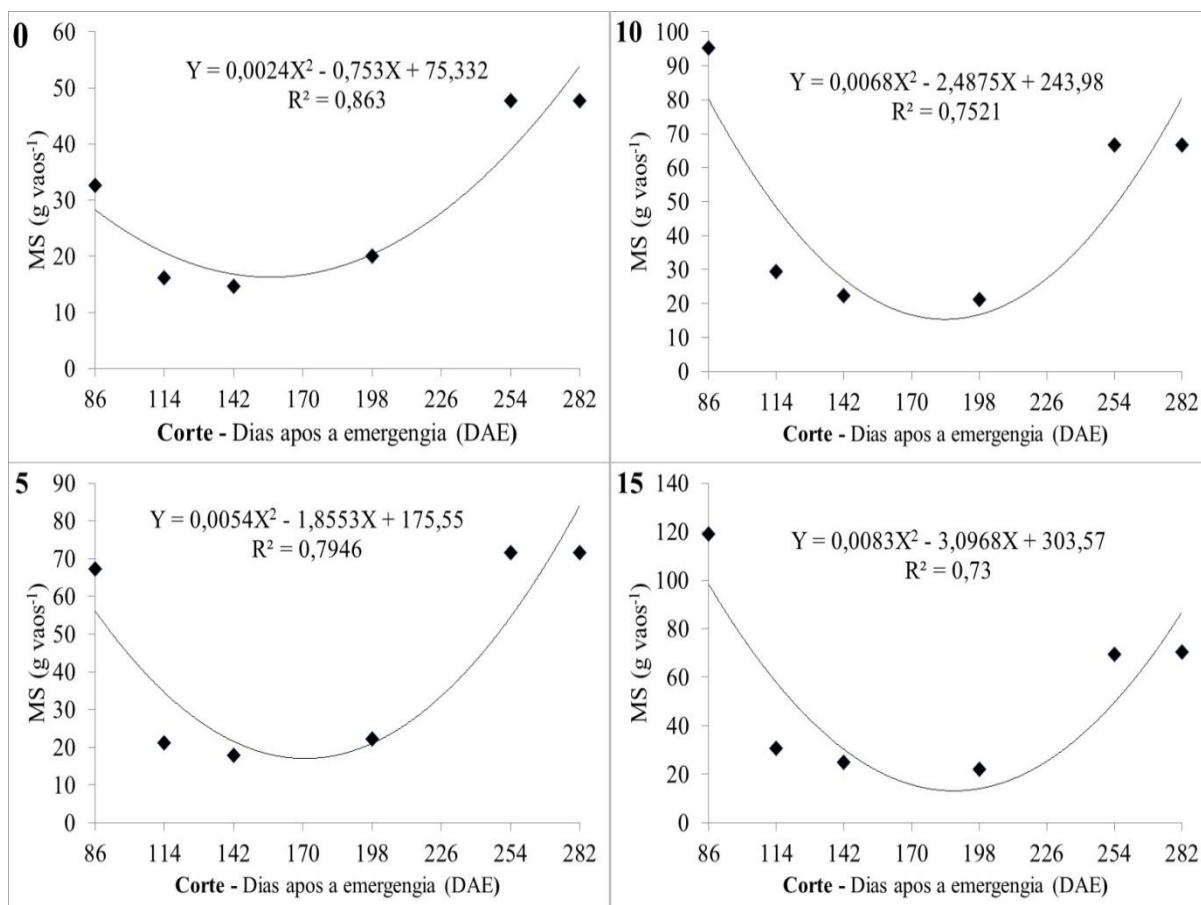 0
60
50
40
30
20
10
0
MS (g vaos-¹)
Y = 0,0024X² - 0,753X + 75,332
R² = 0,863
86 114 142 170 198 226 254 282
Corte - Dias apos a emergengia (DAE)
10
100
90
80
70
60
50
40
30
20
10
0
MS (g vaos-¹)
Y = 0,0068X² - 2,4875X + 243,98
R² = 0,7521
86 114 142 170 198 226 254 282
Corte - Dias apos a emergengia (DAE)
5
90
80
70
60
50
40
30
20
10
0
MS (g vaos-¹)
Y = 0,0054X² - 1,8553X + 175,55
R² = 0,7946
86 114 142 170 198 226 254 282
Corte - Dias apos a emergengia (DAE)
15
140
120
100
80
60
40
20
0
MS (g vaos-¹)
Y = 0,0083X² - 3,0968X + 303,57
R² = 0,73
86 114 142 170 198 226 254 282
Corte - Dias apos a emergengia (DAE)